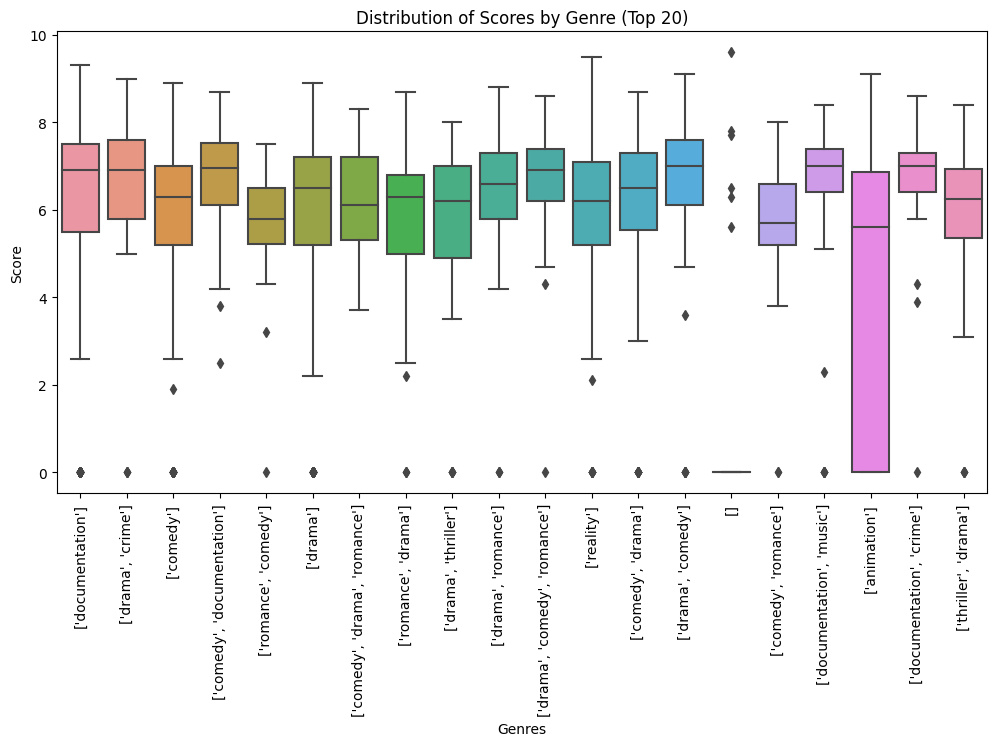 Distribution of Scores by Genre (Top 20)
Score
10
8
6
4
2
0
['documentation']
['drama', 'crime']
['comedy']
['comedy', 'documentation']
['romance', 'comedy']
['drama']
['comedy', 'drama', 'romance']
['romance', 'drama']
['drama', 'thriller']
['drama', 'romance']
['drama', 'comedy', 'romance']
['reality']
['comedy', 'drama']
['drama', 'comedy']
[]
['comedy', 'romance']
['documentation', 'music']
['animation']
['documentation', 'crime']
['thriller', 'drama']
Genres